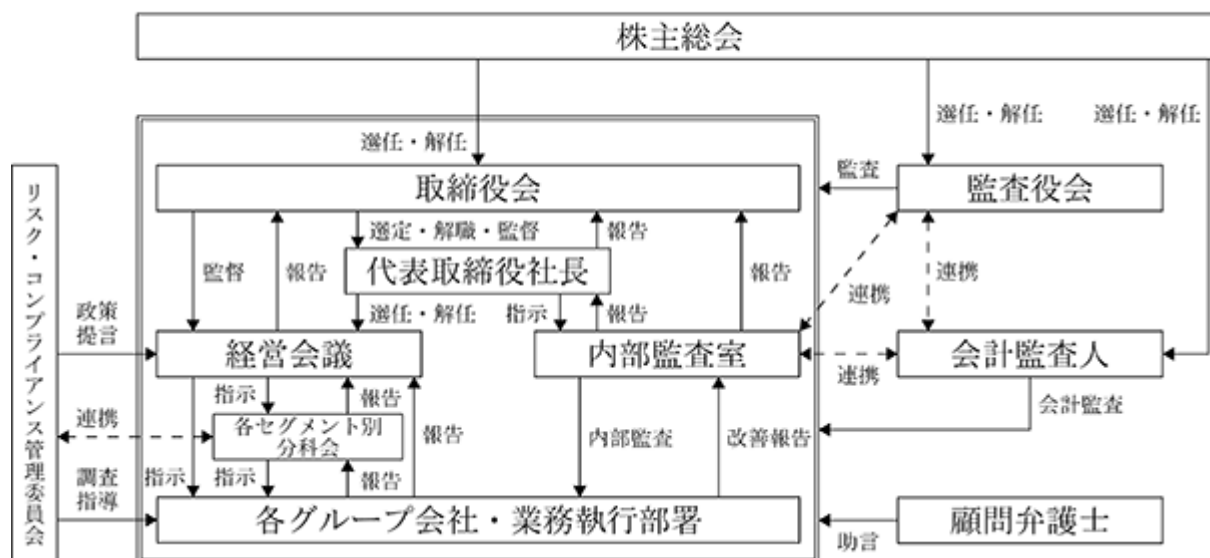 株主総会
選任・解任
選任・解任
選任・解任
取締役会
監査
監査役会
リスク・コンプライアンス管理委員会
選定・解職・監督
報告
代表取締役社長
監督
報告
報告
連携
連携
政策
提言
選任・解任
指示
報告
経営会議
内部監査室
会計監査人
連携
指示
報告
会計監査
連携
各セグメント別
分科会
報告
内部監査
改善報告
調査
指導
指示
指示
報告
各グループ会社・業務執行部署
助言
顧問弁護士